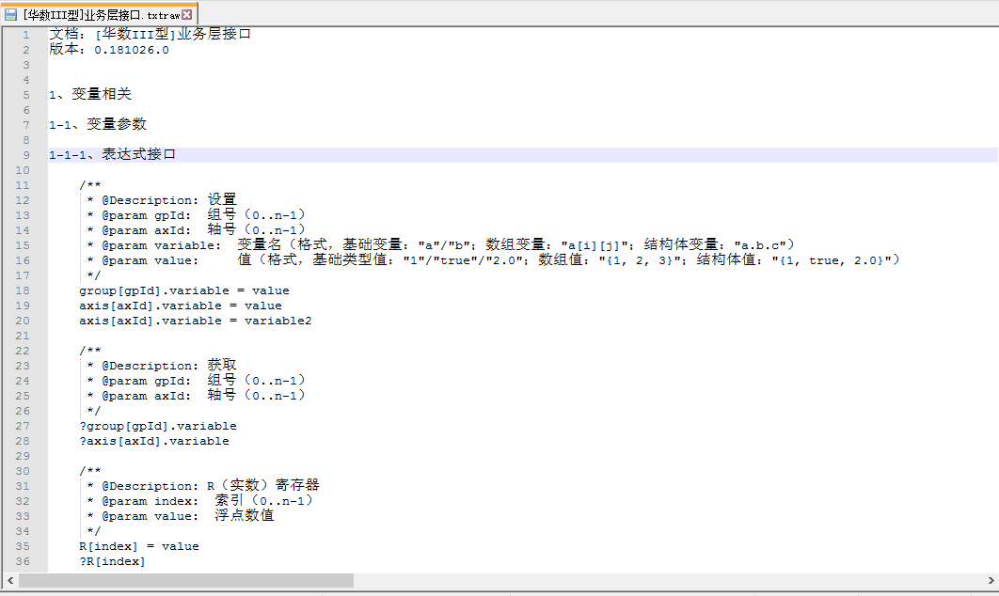 [华数III型]业务层接口.txtraw
1 文档: [华数III型]业务层接口
2 版本: 0.181026.0
3
4
5 1、变量相关
6
7 1-1、变量参数
8
9 1-1-1、表达式接口
10
11 /**
12 * @Description: 设置
13 * @param gpId: 组号（0..n-1）
14 * @param axId: 轴号（0..n-1）
15 * @param variable: 变量名（格式，基础变量: "a"/"b"; 数组变量: "a[i][j]"; 结构体变量: "a.b.c"）
16 * @param value: 值（格式，基础类型值: "1"/"true"/"2.0"; 数组值: "{1, 2, 3}"; 结构体值: "{1, true, 2.0}"）
17 */
18 group[gpId].variable = value
19 axis[axId].variable = value
20 axis[axId].variable = variable2
21
22 /**
23 * @Description: 获取
24 * @param gpId: 组号（0..n-1）
25 * @param axId: 轴号（0..n-1）
26 */
27 ?group[gpId].variable
28 ?axis[axId].variable
29
30 /**
31 * @Description: R（实数）寄存器
32 * @param index: 索引（0..n-1）
33 * @param value: 浮点数值
34 */
35 R[index] = value
36 ?R[index]